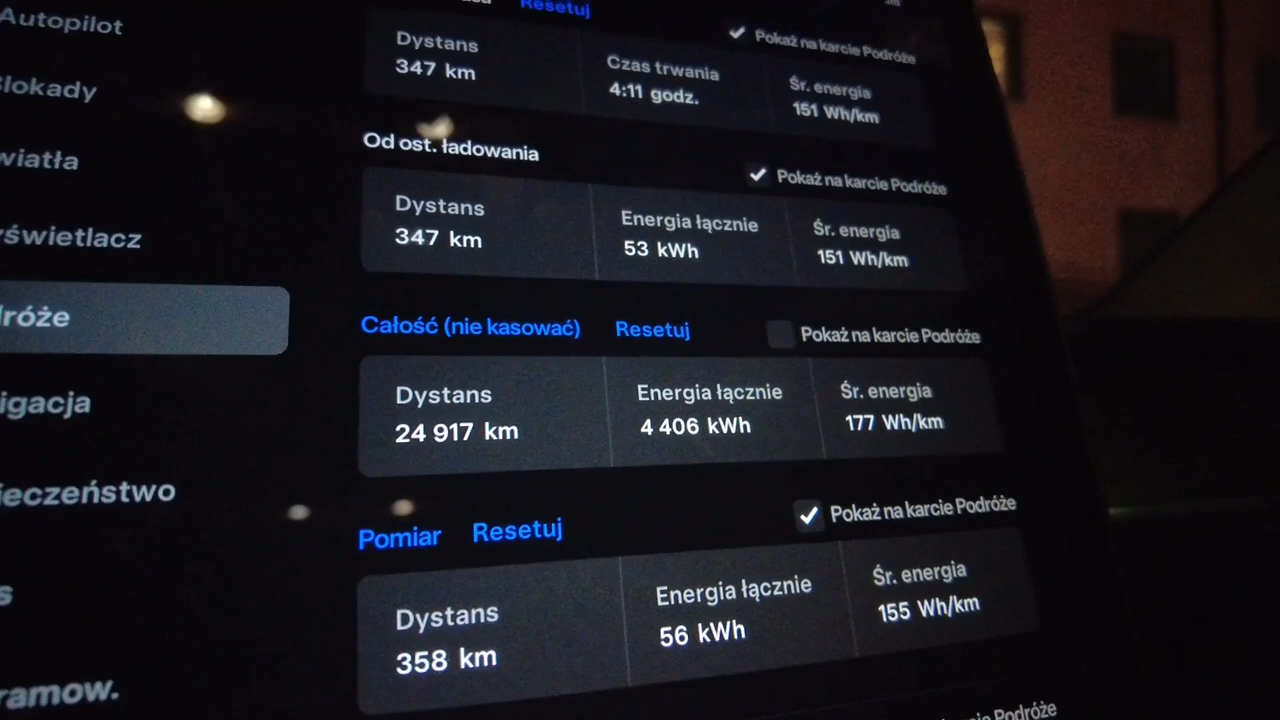 Autopilot
Resetuj
Pokaż na karcie Podróże
Dystans
347 km
Czas trwania
4:11 godz.
Śr. energia
151 Wh/km
lokady
Od ost. ładowania
Pokaż na karcie Podróże
wiatła
Dystans
347 km
Energia łącznie
53 kWh
Śr. energia
151 Wh/km
yświetlacz
dróże
Całość (nie kasować)
Resetuj
Pokaż na karcie Podróże
Dystans
24 917 km
Energia łącznie
4 406 kWh
Śr. energia
177 Wh/km
igacja
ieczeństwo
Pomiar
Resetuj
Pokaż na karcie Podróże
Dystans
358 km
Energia łącznie
56 kWh
Śr. energia
155 Wh/km
s
ramow.
na karcie Podróże